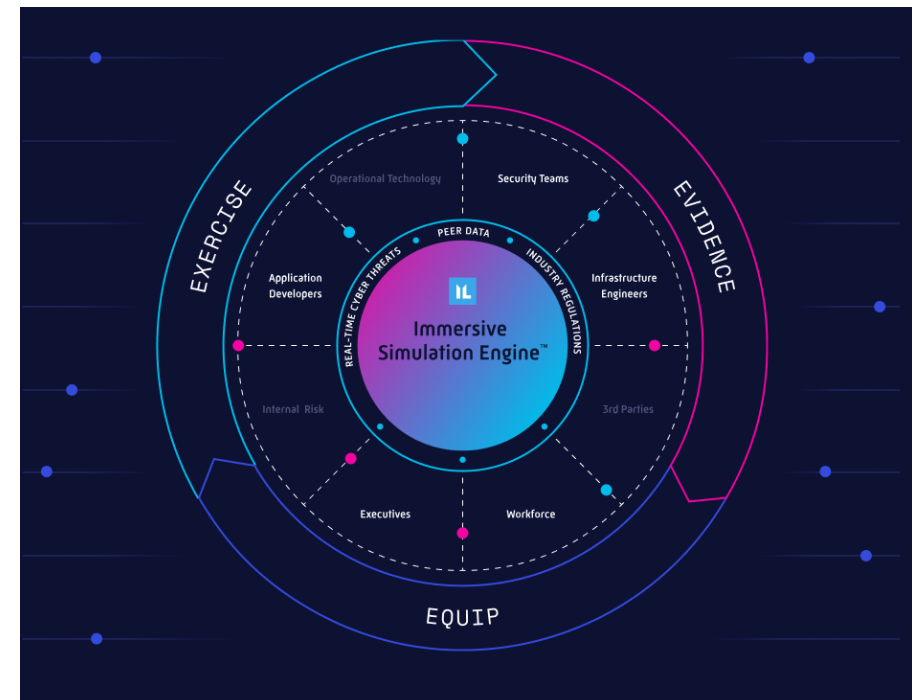 Operational Technology
Security Teams
EXERCISE
EVIDENCE
PEER DATA
REAL-TIME CYBER THREATS
INDUSTRY REGULATIONS
Application
Developers
Infrastructure
Engineers
IL
Immersive
Simulation Engine™
Internal Risk
3rd Parties
Executives
Workforce
EQUIP